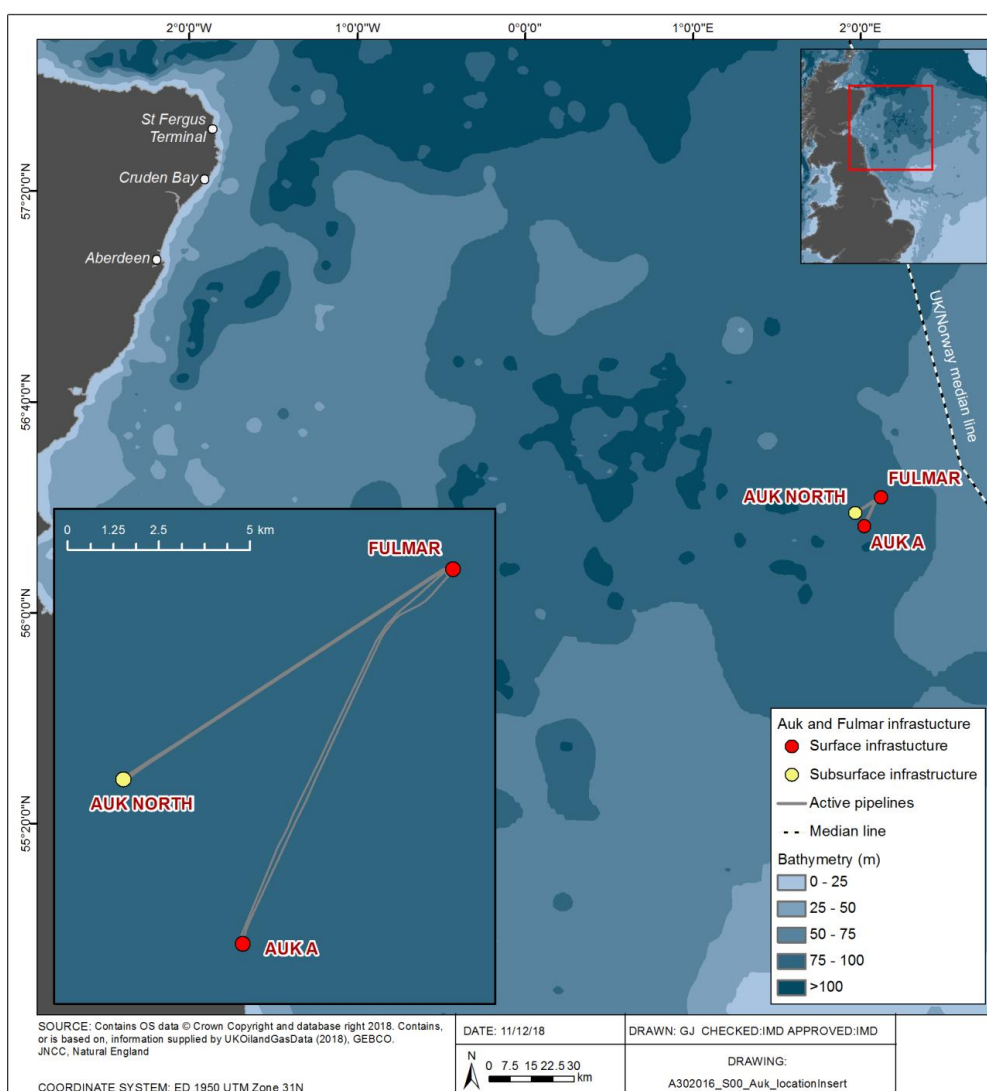 2°0'0"W 1°0'0"W 0°0'0" 1°0'0"E 2°0'0"E
57°20'0"N
56°40'0"N
56°0'0"N
55°20'0"N
St Fergus
Terminal
Cruden Bay
Aberdeen
UK/Norway median line
FULMAR
AUK NORTH
AUK A
0 1.25 2.5 5 km
FULMAR
AUK NORTH
AUK A
Auk and Fulmar infrastucture
Surface infrastucture
Subsurface infrastructure
Active pipelines
Median line
Bathymetry (m)
0 - 25
25 - 50
50 - 75
75 - 100
>100
SOURCE: Contains OS data © Crown Copyright and database right 2018. Contains,
or is based on, information supplied by UKOilandGasData (2018), GEBCO.
JNCC, Natural England
COORDINATE SYSTEM: ED 1950 UTM Zone 31N
DATE: 11/12/18
N
0 7.5 15 22.5 30
km
DRAWN: GJ CHECKED:IMD APPROVED:IMD
DRAWING:
A302016_S00_Auk_locationInsert